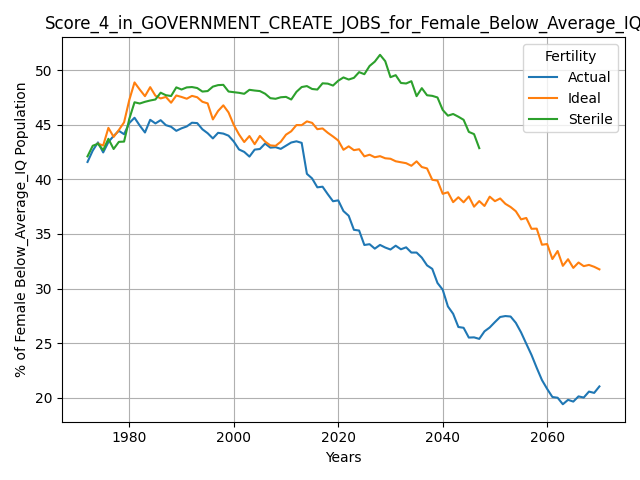 Score_4_in_GOVERNMENT_CREATE_JOBS_for_Female_Below_Average_IQ
Fertility
Actual
Ideal
Sterile
% of Female Below_Average_IQ Population
50
45
40
35
30
25
20
1980
2000
2020
2040
2060
Years